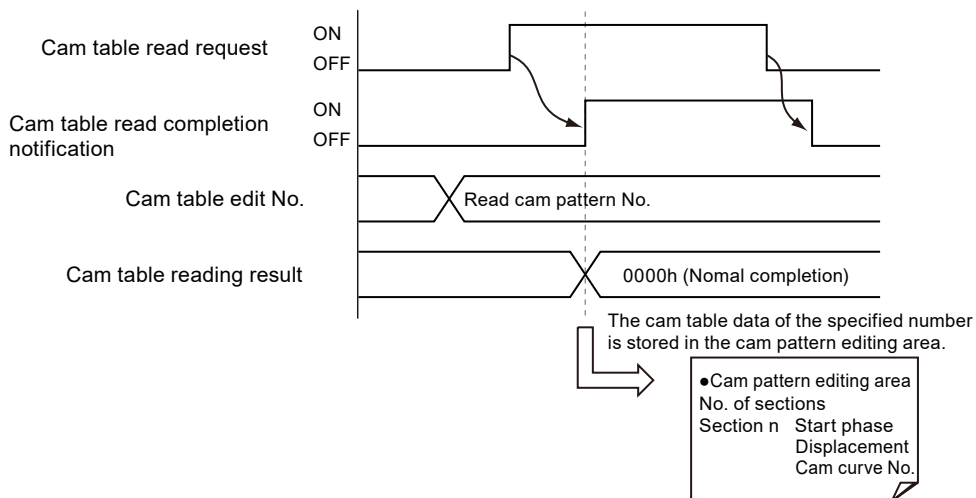 Cam table read request
ON
OFF
Cam table read completion
notification
ON
OFF
Cam table edit No.
Read cam pattern No.
Cam table reading result
0000h (Nomal completion)
The cam table data of the specified number
is stored in the cam pattern editing area.
●Cam pattern editing area
No. of sections
Section n Start phase
Displacement
Cam curve No.